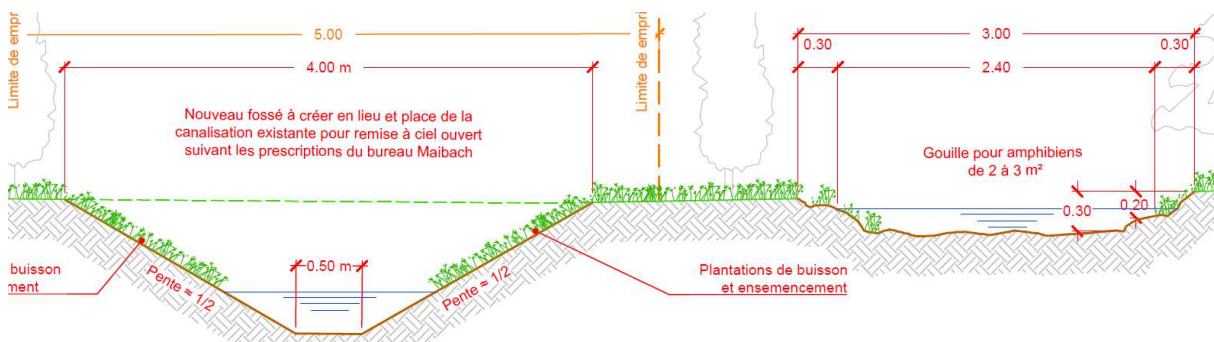 Limite de empri
5.00
Limite de empri
0.30
3.00
0.30
4.00 m
2.40
Nouveau fossé à créer en lieu et place de la
canalisation existante pour remise à ciel ouvert
suivant les prescriptions du bureau Maibach
Gouille pour amphibiens
de 2 à 3 m²
0.30
0.20
buisson
ment
Pente ≈ 1/2
0.50 m
Pente ≈ 1/2
Plantations de buisson
et ensemencement